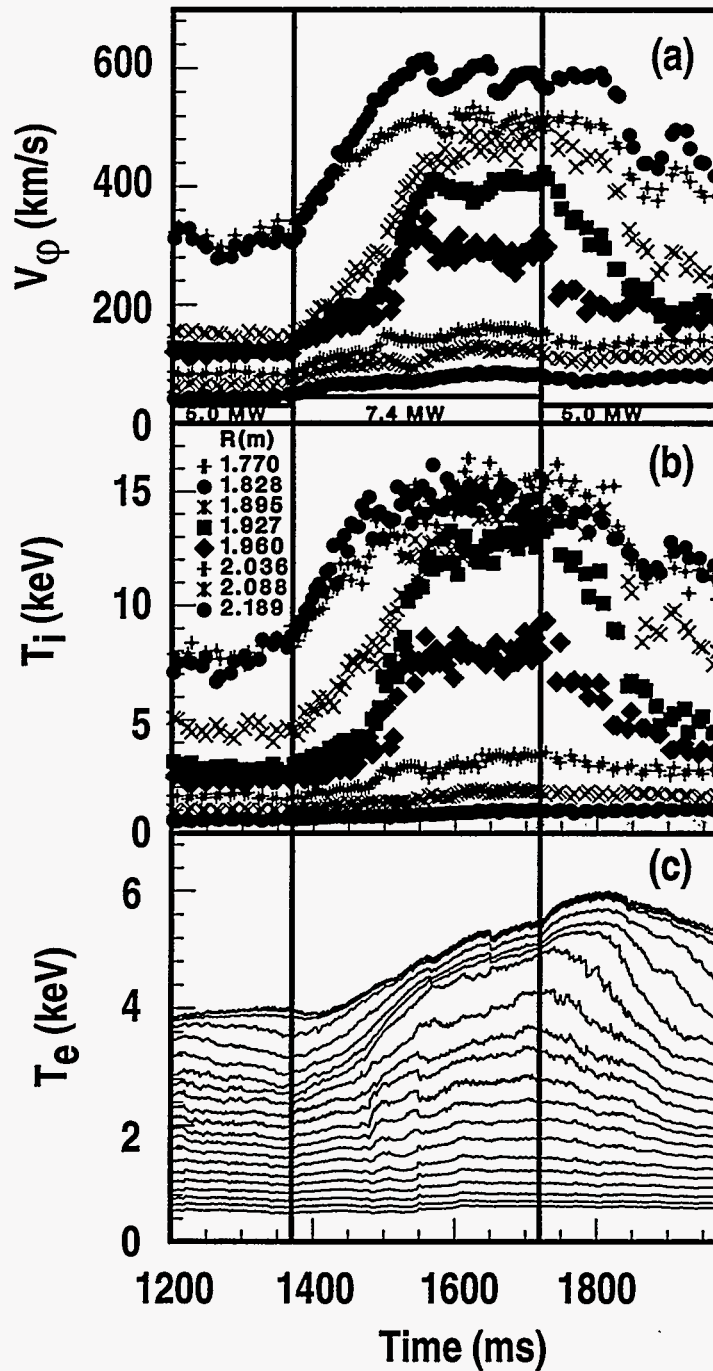 (a)
600
400
200
0
Vφ (km/s)
5.0 MW 7.4 MW 5.0 MW
(b)
R(m)
1.770
1.828
1.895
1.927
1.960
2.036
2.088
2.189
15
10
5
0
Ti (keV)
(c)
6
4
2
0
Te (keV)
1200 1400 1600 1800
Time (ms)